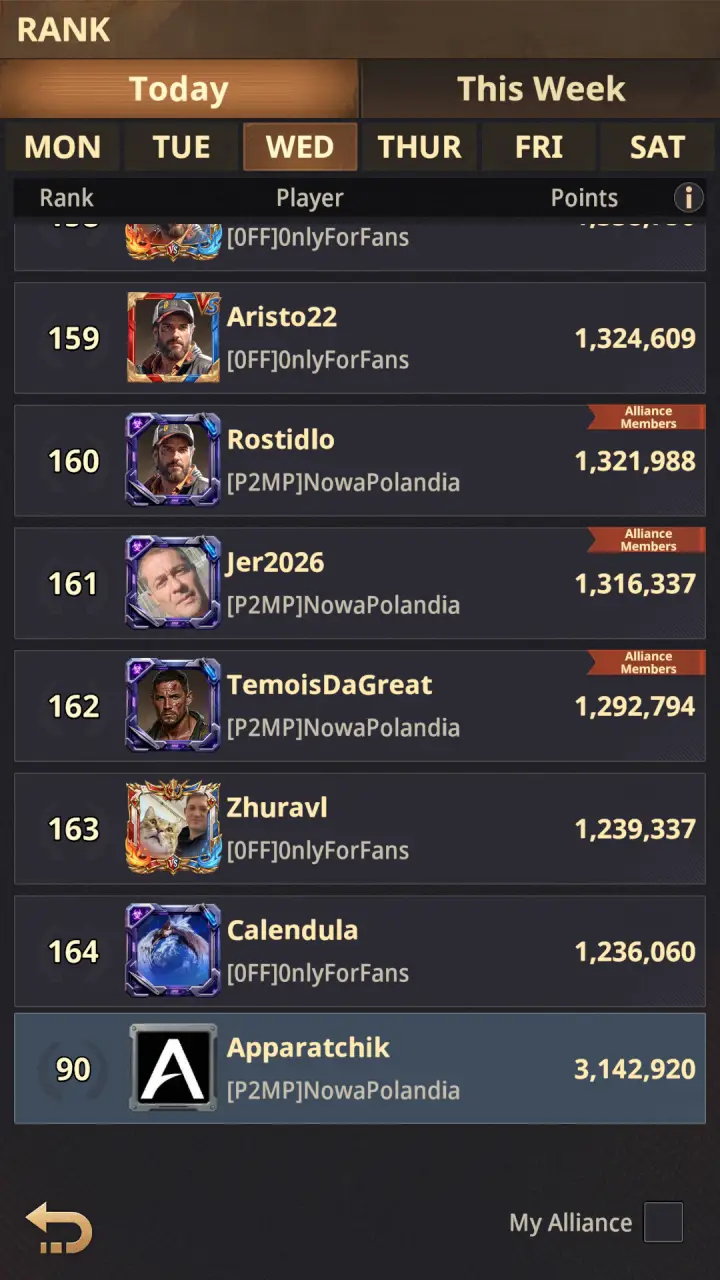 RANK
Today
This Week
MON
TUE
WED
THUR
FRI
SAT
Rank
Player
Points
[0FF]0nlyForFans
159
Aristo22
[0FF]0nlyForFans
1,324,609
160
Rostidlo
[P2MP]NowaPolandia
Alliance
Members
1,321,988
161
Jer2026
[P2MP]NowaPolandia
Alliance
Members
1,316,337
162
TemoisDaGreat
[P2MP]NowaPolandia
Alliance
Members
1,292,794
163
Zhuravl
[0FF]0nlyForFans
1,239,337
164
Calendula
[0FF]0nlyForFans
1,236,060
90
Apparatchik
[P2MP]NowaPolandia
3,142,920
My Alliance